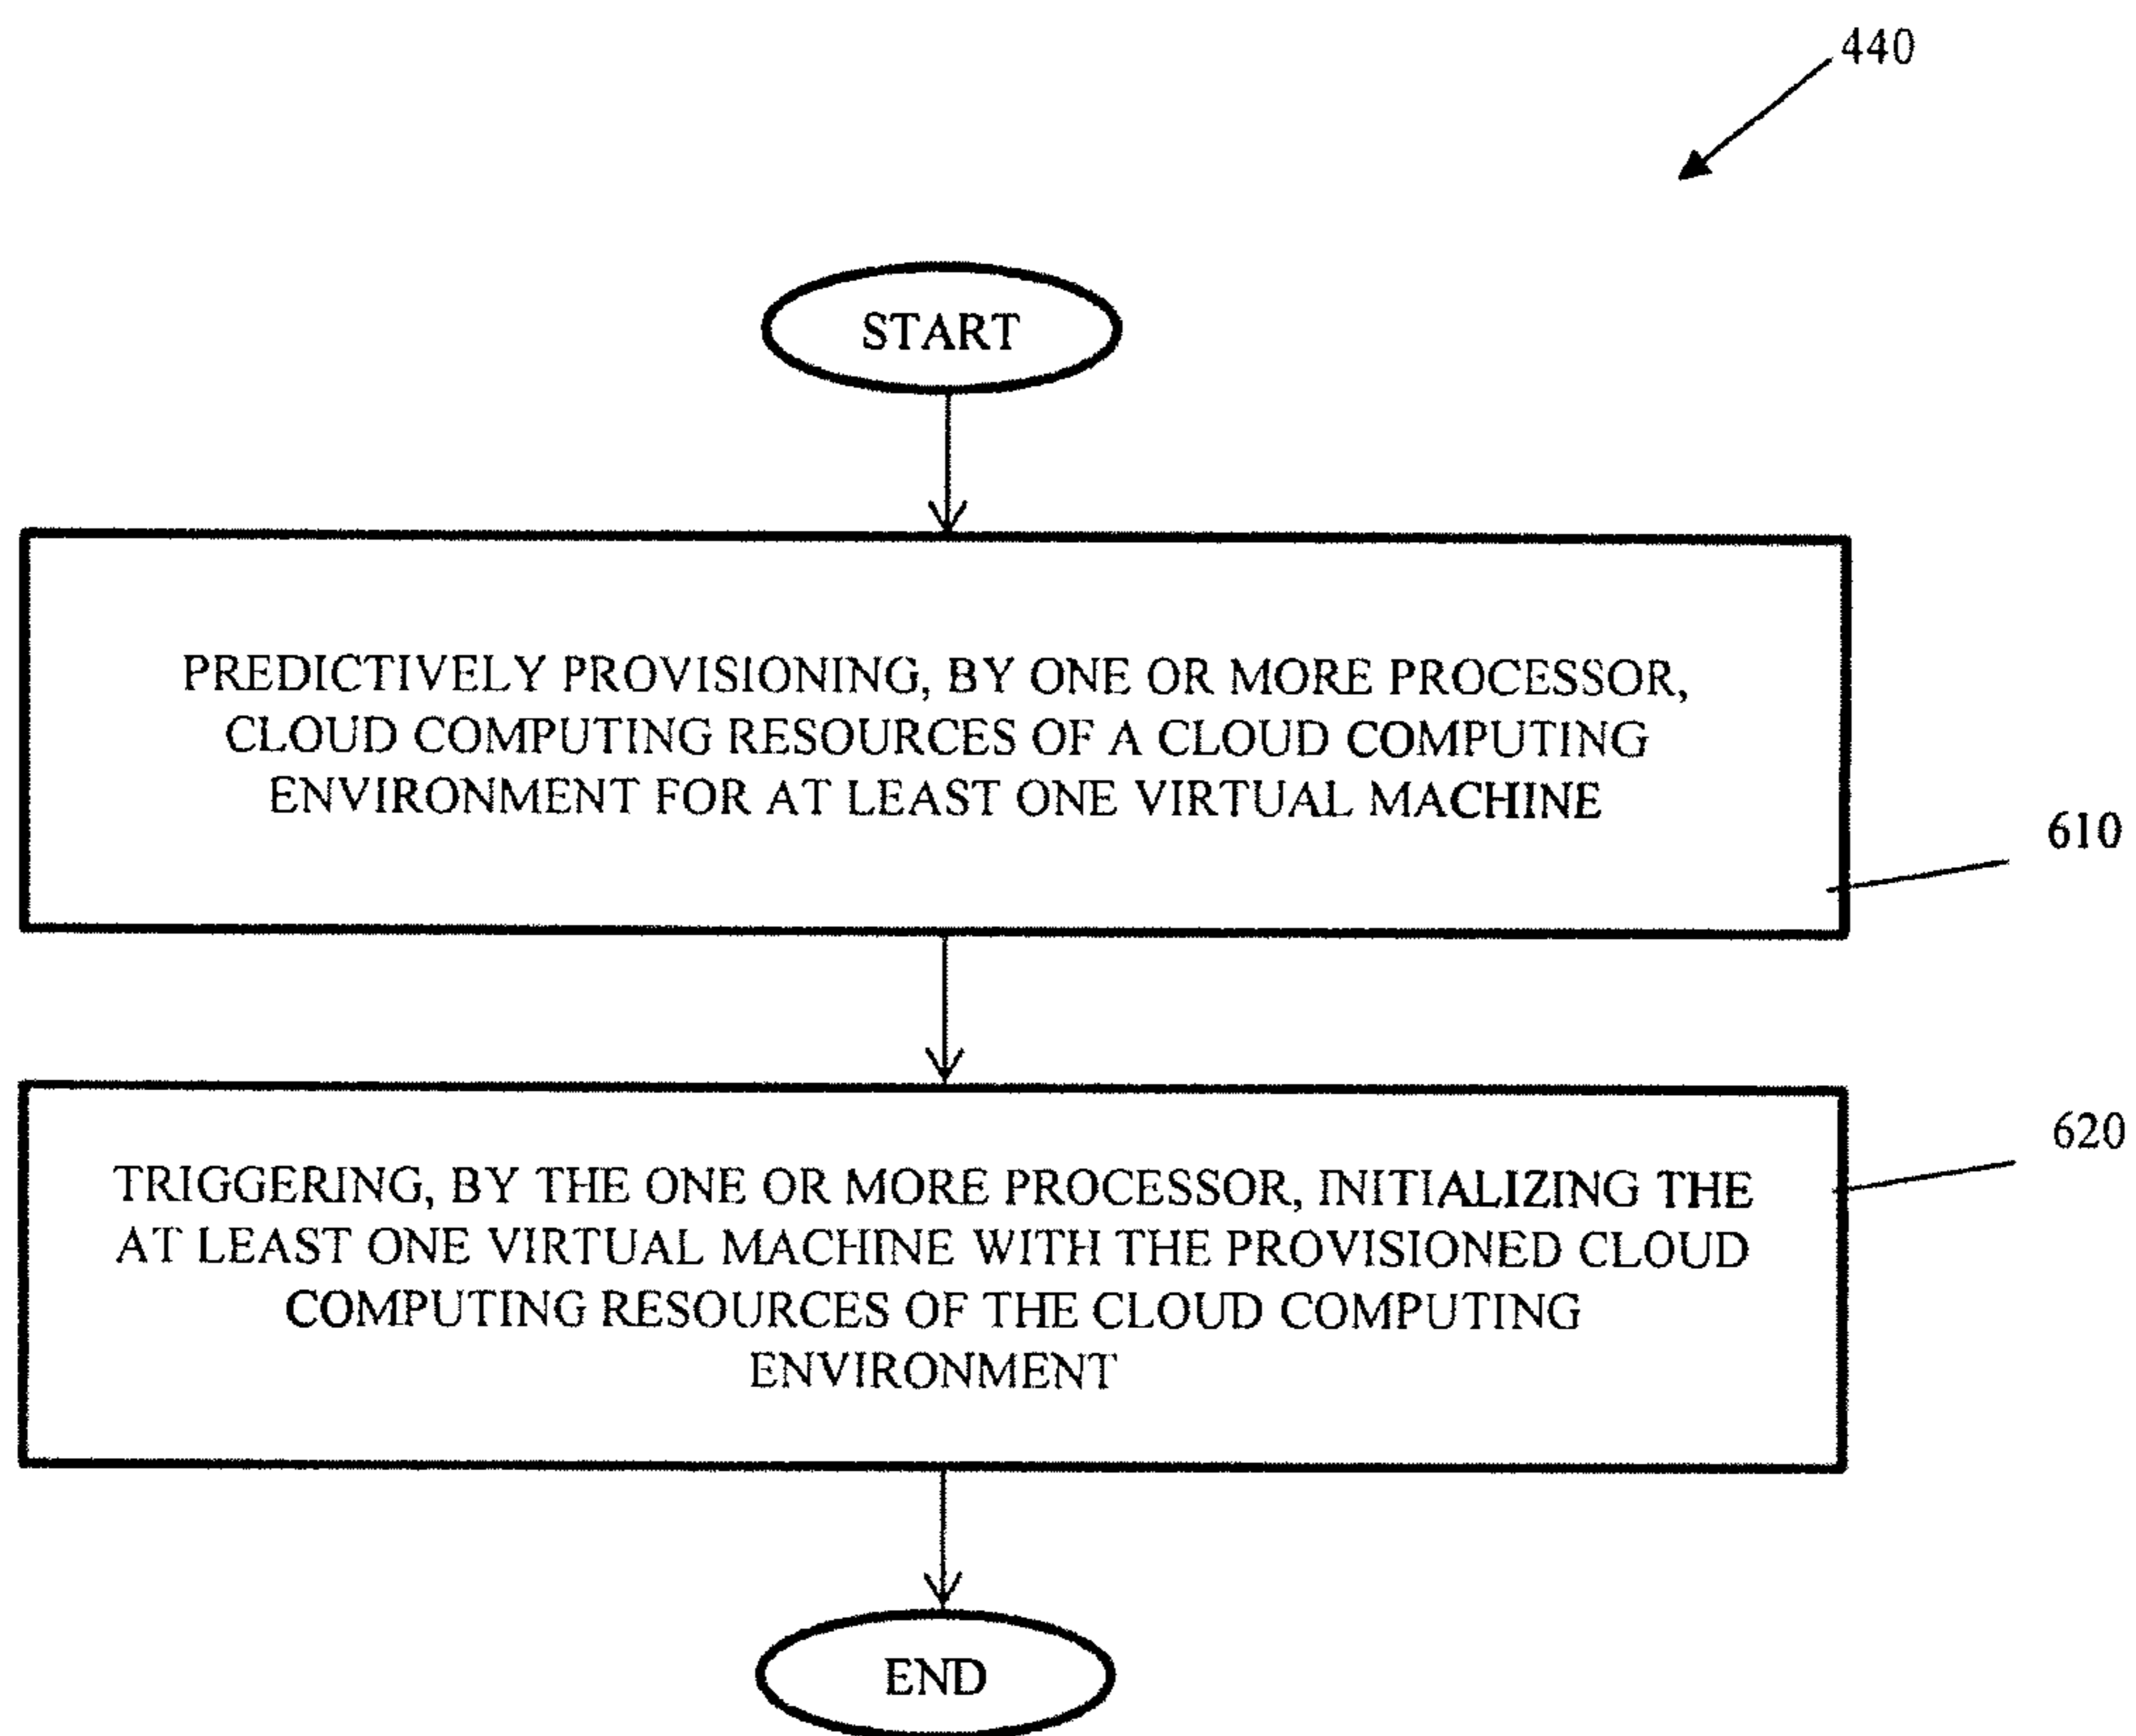 440
START
PREDICTIVELY PROVISIONING, BY ONE OR MORE PROCESSOR,
CLOUD COMPUTING RESOURCES OF A CLOUD COMPUTING
ENVIRONMENT FOR AT LEAST ONE VIRTUAL MACHINE
610
TRIGGERING, BY THE ONE OR MORE PROCESSOR, INITIALIZING THE
AT LEAST ONE VIRTUAL MACHINE WITH THE PROVISIONED CLOUD
COMPUTING RESOURCES OF THE CLOUD COMPUTING
ENVIRONMENT
620
END